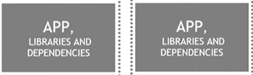 APP,
LIBRARIES AND
DEPENDENCIES
APP,
LIBRARIES AND
DEPENDENCIES